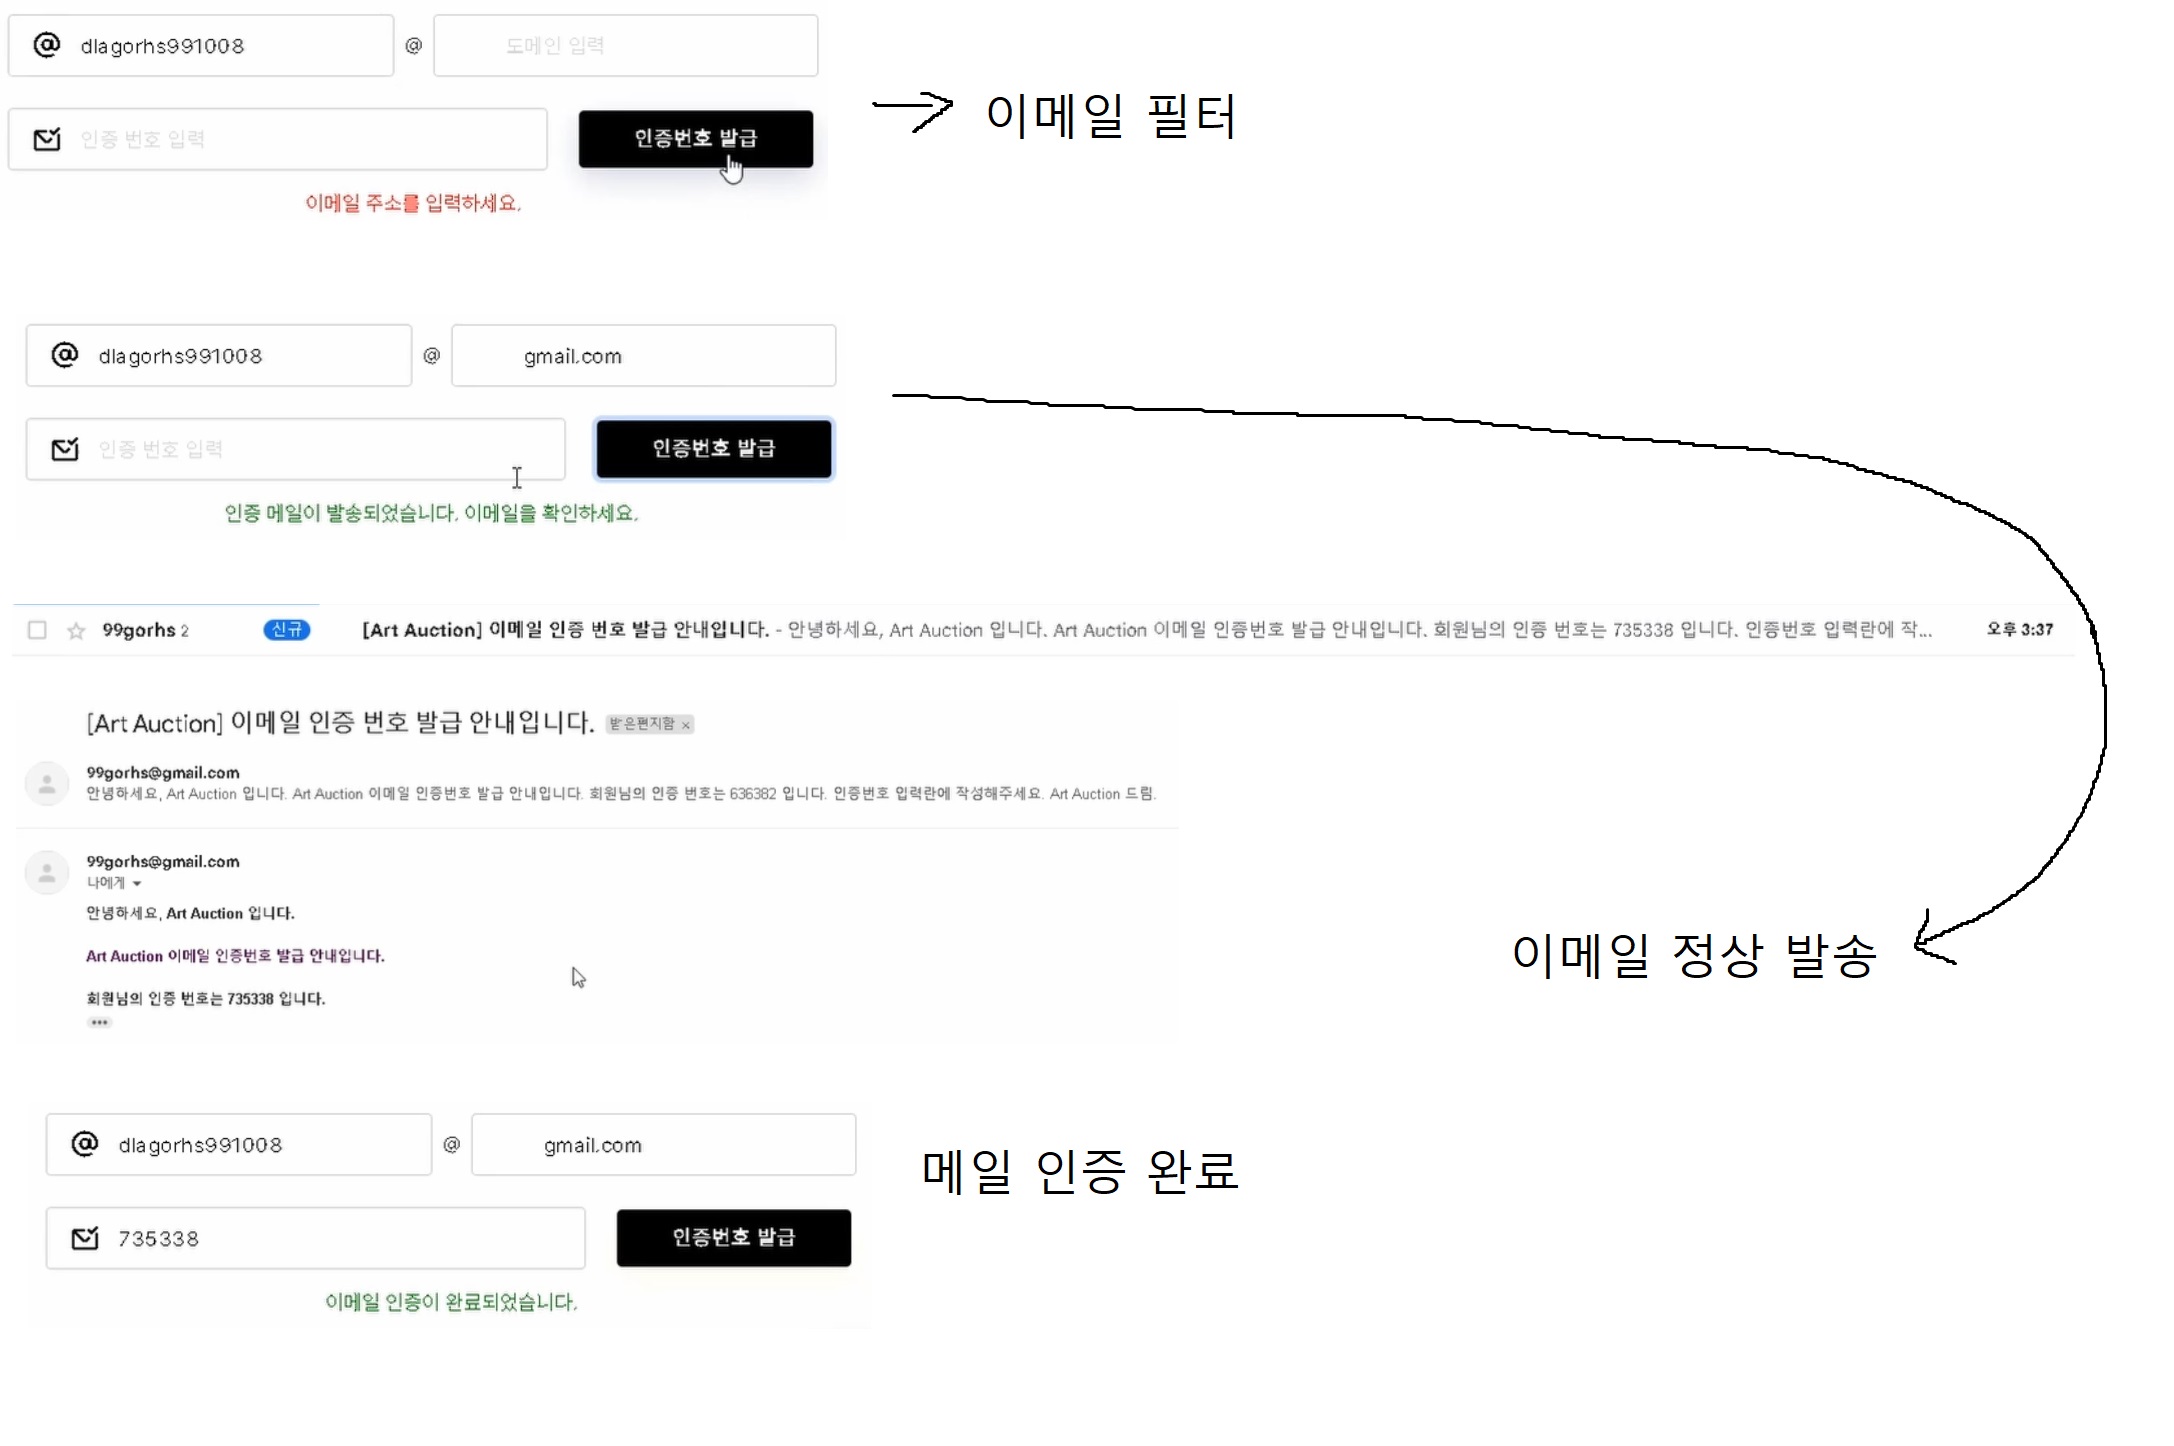 dlagorhs991008 @ 도메인 입력
인증 번호 입력 인증번호 발급
이메일 주소를 입력하세요.
이메일 필터
dlagorhs991008 @ gmail.com
인증 번호 입력 인증번호 발급
인증 메일이 발송되었습니다. 이메일을 확인하세요.
99gorhs 2 신규 [Art Auction] 이메일 인증 번호 발급 안내입니다. - 안녕하세요, Art Auction 입니다. Art Auction 이메일 인증번호 발급 안내입니다. 회원님의 인증 번호는 735338 입니다. 인증번호 입력란에 작... 오후 3:37
[Art Auction] 이메일 인증 번호 발급 안내입니다. 받은편지함 x
99gorhs@gmail.com
안녕하세요, Art Auction 입니다. Art Auction 이메일 인증번호 발급 안내입니다. 회원님의 인증 번호는 636382 입니다. 인증번호 입력란에 작성해주세요. Art Auction 드림.
99gorhs@gmail.com
나에게
안녕하세요, Art Auction 입니다.
Art Auction 이메일 인증번호 발급 안내입니다.
회원님의 인증 번호는 735338 입니다.
이메일 정상 발송
dlagorhs991008 @ gmail.com
메일 인증 완료
735338 인증번호 발급
이메일 인증이 완료되었습니다.